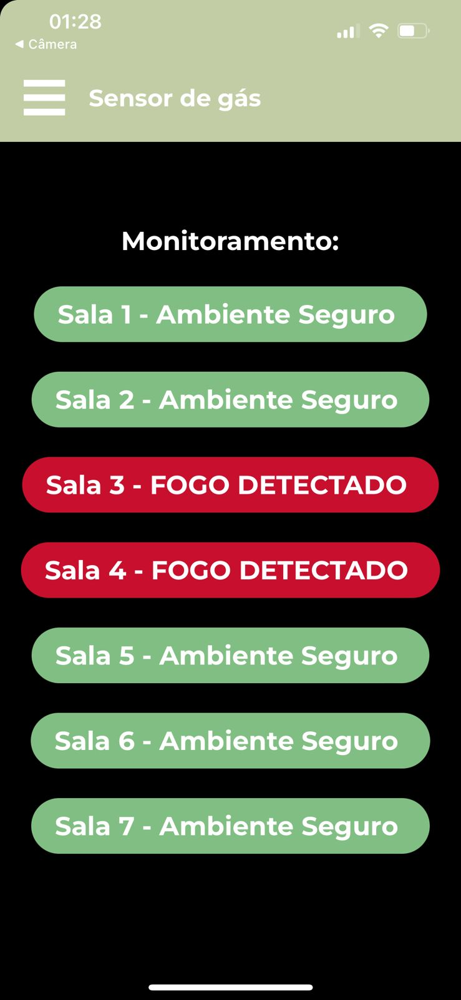 01:28
◀ Câmera
Sensor de gás
Monitoramento:
Sala 1 - Ambiente Seguro
Sala 2 - Ambiente Seguro
Sala 3 - FOGO DETECTADO
Sala 4 - FOGO DETECTADO
Sala 5 - Ambiente Seguro
Sala 6 - Ambiente Seguro
Sala 7 - Ambiente Seguro